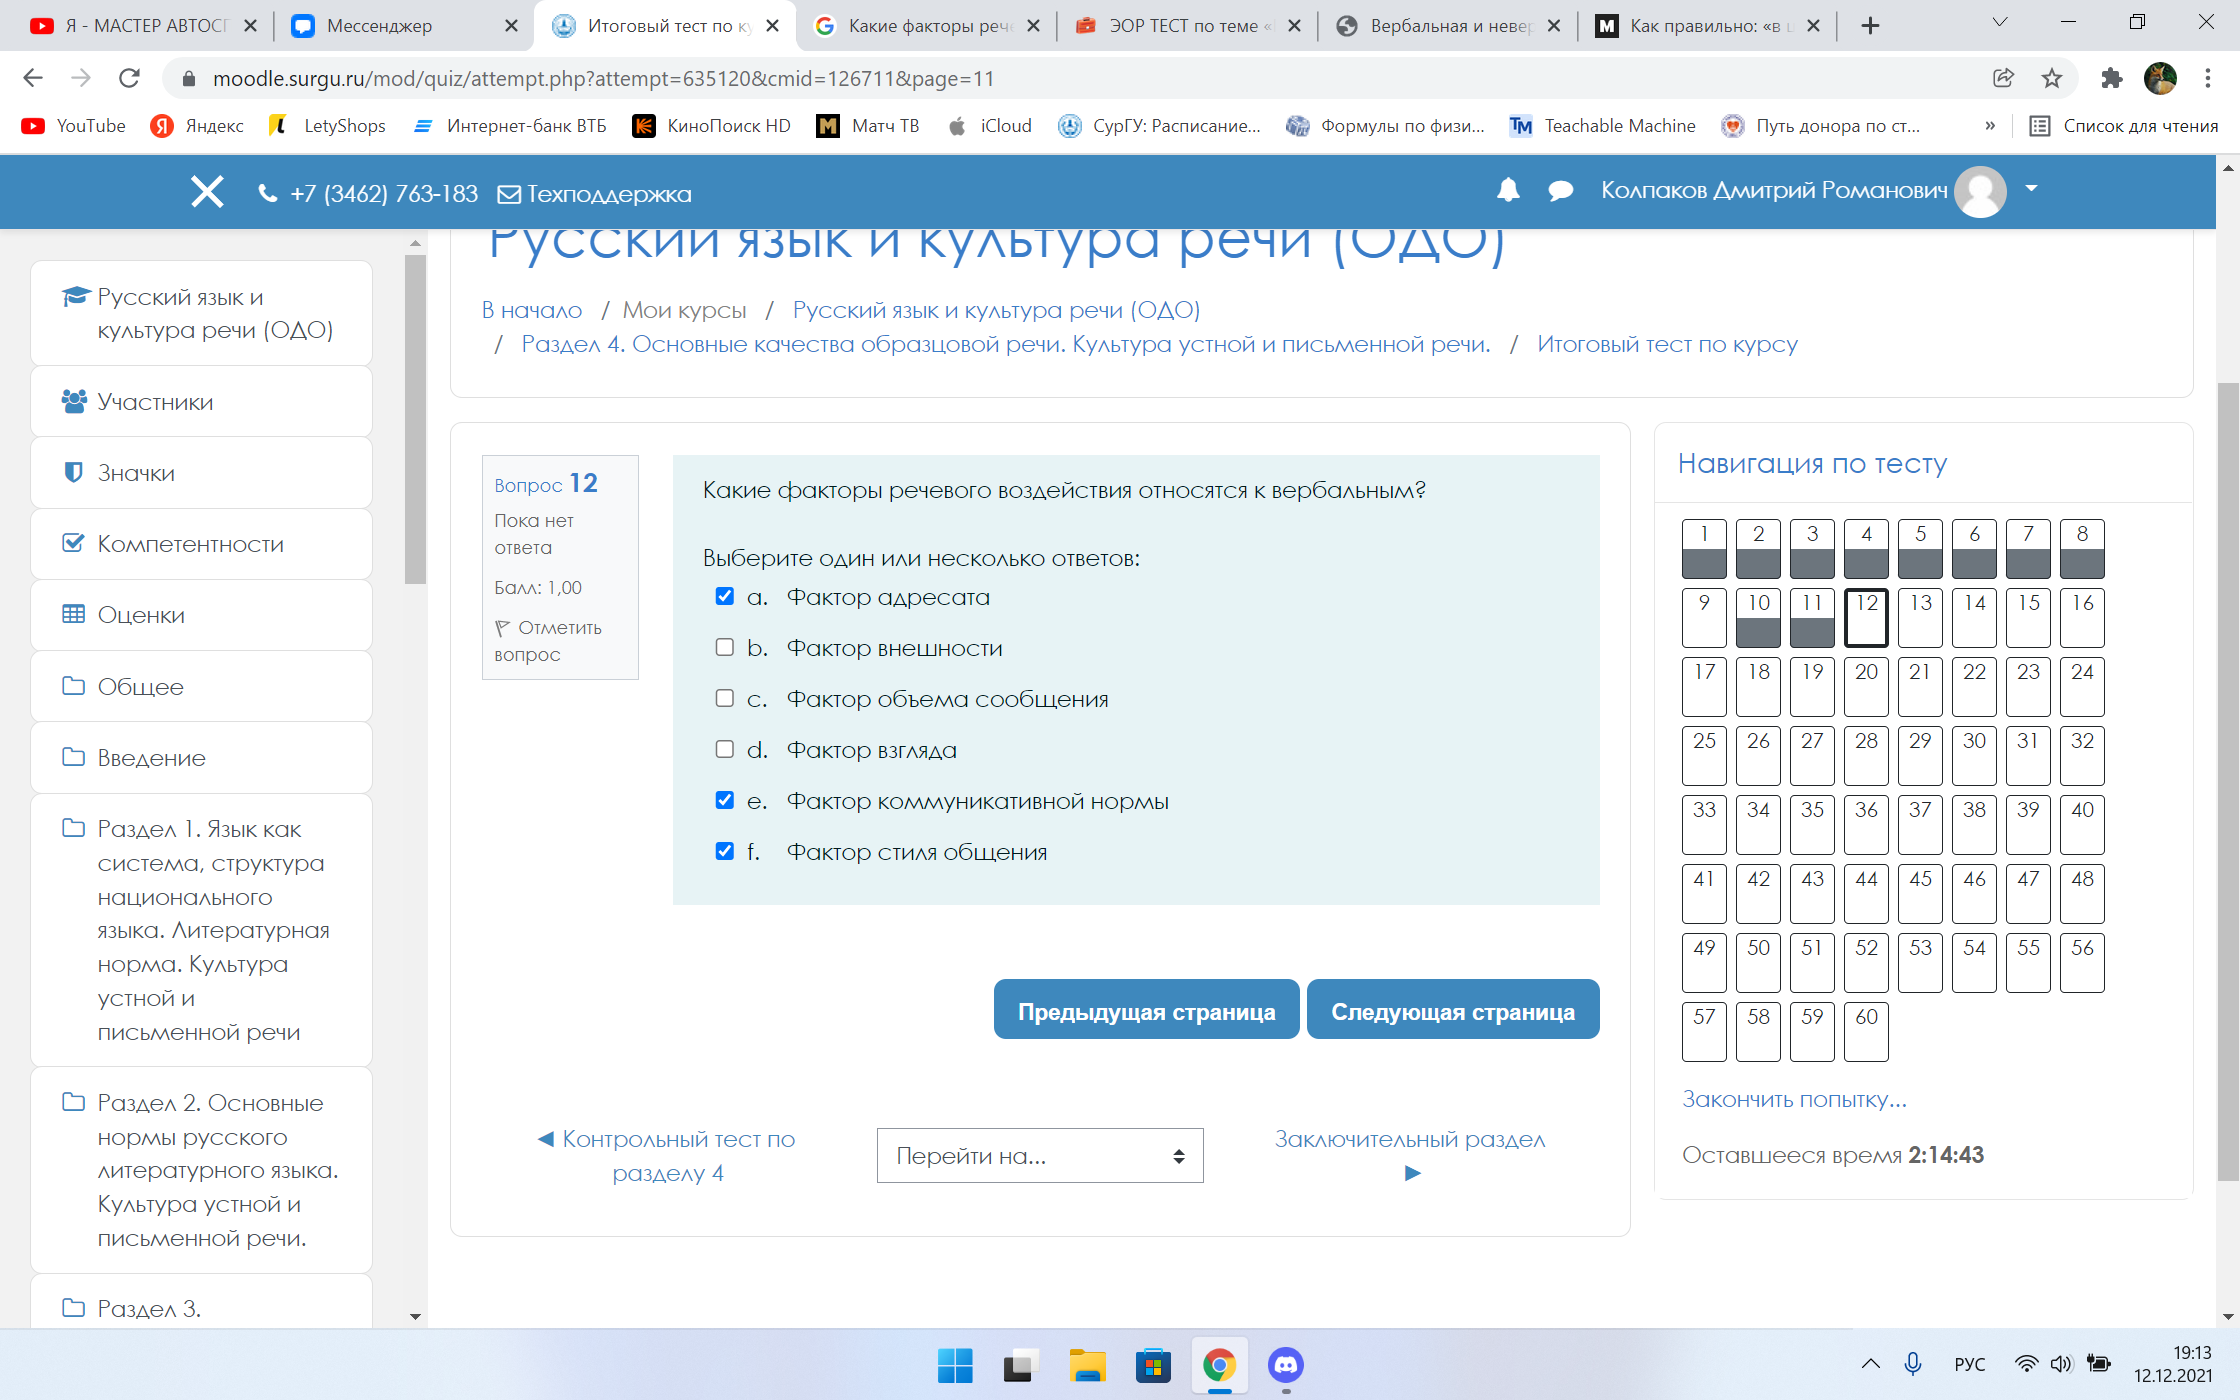 Я - МАСТЕР АВТОСП
Мессенджер
Итоговый тест по ку
Какие факторы рече
ЭОР ТЕСТ по теме «
Вербальная и невер
Как правильно: «в ц
moodle.surgu.ru/mod/quiz/attempt.php?attempt=635120&cmid=126711&page=11
YouTube
Яндекс
LetyShops
Интернет-банк ВТБ
КиноПоиск HD
Матч ТВ
iCloud
СурГУ: Расписание...
Формулы по физи...
Teachable Machine
Путь донора по ст...
»
Список для чтения
+7 (3462) 763-183
Техподдержка
Колпаков Дмитрий Романович
Русский язык и культура речи (ОДО)
В начало / Мои курсы / Русский язык и культура речи (ОДО)
/ Раздел 4. Основные качества образцовой речи. Культура устной и письменной речи. / Итоговый тест по курсу
Русский язык и
культура речи (ОДО)
Участники
Значки
Компетентности
Оценки
Общее
Введение
Раздел 1. Язык как
система, структура
национального
языка. Литературная
норма. Культура
устной и
письменной речи
Раздел 2. Основные
нормы русского
литературного языка.
Культура устной и
письменной речи.
Раздел 3.
Вопрос 12
Пока нет
ответа
Балл: 1,00
Отметить
вопрос
Какие факторы речевого воздействия относятся к вербальным?
Выберите один или несколько ответов:
a. Фактор адресата
b. Фактор внешности
c. Фактор объема сообщения
d. Фактор взгляда
e. Фактор коммуникативной нормы
f. Фактор стиля общения
Предыдущая страница
Следующая страница
◄ Контрольный тест по
разделу 4
Перейти на...
Заключительный раздел
►
Навигация по тесту
1 2 3 4 5 6 7 8
9 10 11 12 13 14 15 16
17 18 19 20 21 22 23 24
25 26 27 28 29 30 31 32
33 34 35 36 37 38 39 40
41 42 43 44 45 46 47 48
49 50 51 52 53 54 55 56
57 58 59 60
Закончить попытку...
Оставшееся время 2:14:43
РУС
19:13
12.12.2021